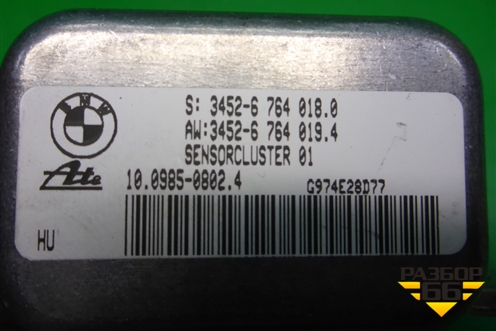 BMW
S: 3452-6 764 018.0
AW:3452-6 764 019.4
SENSORCLUSTER 01
Ate
10.0985-0802.4
G974E28D77
HU
РАЗБОР
66